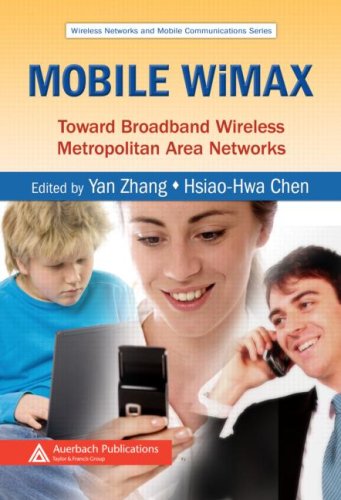 Wireless Networks and Mobile Communications Series
MOBILE WiMAX
Toward Broadband Wireless
Metropolitan Area Networks
Edited by Yan Zhang • Hsiao-Hwa Chen
Auerbach Publications
Taylor & Francis Group